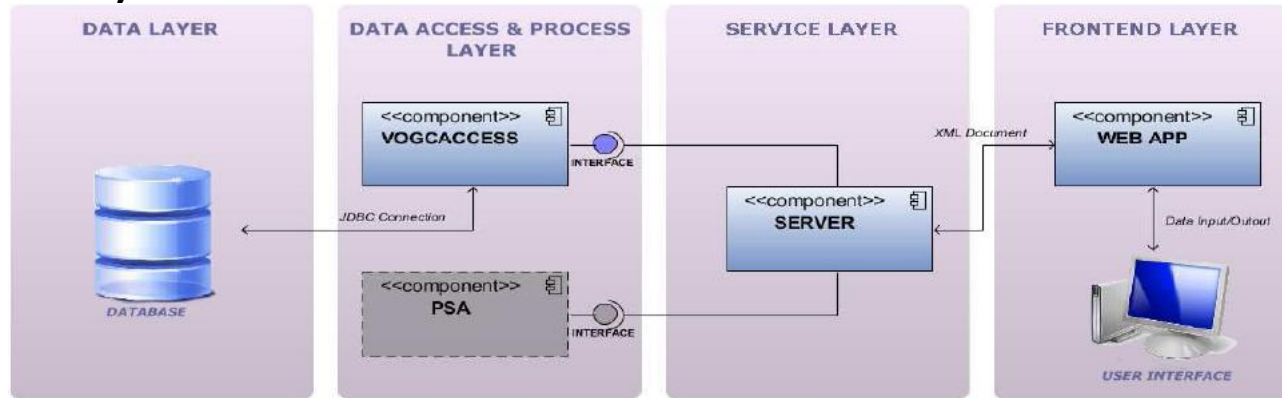 DATA LAYER
DATABASE
JDBC Connection
DATA ACCESS & PROCESS
LAYER
<<component>>
VOGCACCESS
INTERFACE
<<component>>
PSA
INTERFACE
SERVICE LAYER
<<component>>
SERVER
XML Document
FRONTEND LAYER
<<component>>
WEB APP
Data Input/Outout
USER INTERFACE